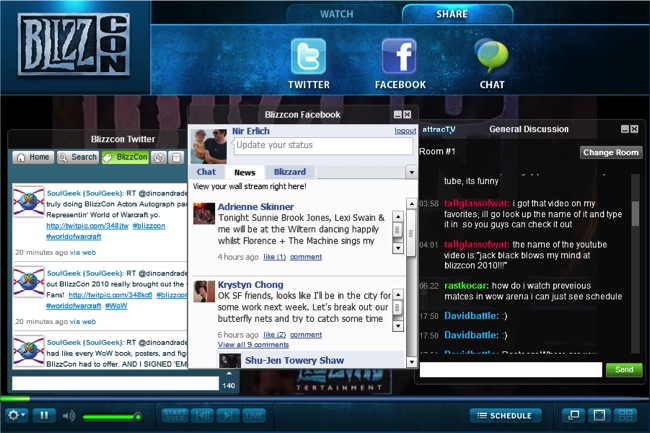 BLIZZ
CON
WATCH
SHARE
TWITTER
FACEBOOK
CHAT
Blizzcon Twitter
Home
Search
BlizzCon
SoulGeek (SoulGeek): RT @dinoandrade
truly doing BlizzCon Actors Autograph pa
Representin' World of Warcraft yo.
http://twitpic.com/348jtw #blizzcon
#worldofwarcraft
20 minutes ago via web
SoulGeek (SoulGeek): RT @dinoandrade
out BlizzCon 2010 really brought out the
Fans! http://twitpic.com/348kc6 #blizzcon
#worldofwarcraft #WoW
20 minutes ago via web
SoulGeek (SoulGeek): RT @dinoandrade
had like every WoW book, posters, and fig
BlizzCon had to offer. AND I SIGNED 'EM
140
Blizzcon Facebook
Nir Erlich
logout
Update your status
Chat
News
Blizzard
View your wall stream right here!
Adrienne Skinner
Tonight Sunnie Brook Jones, Lexi Swain &
me will be at the Wiltern dancing happily
whilst Florence + The Machine sings my
4 hours ago like (1) comment
Krystyn Chong
OK SF friends, looks like I'll be in the city for
some work next week. Let's break out our
butterfly nets and try to catch some time
6 hours ago like (2) comment
View all 9 comments
Shu-Jen Towery Shaw
TERTAINMENT
attracTV
General Discussion
Room #1
Change Room
tube, its funny
03:58 tallglassofwat: i got that video on my
favorites, ill go look up the name of it and type
it in so you guys can check it out
04:01 tallglassofwat: the name of the youtube
video is:"jack black blows my mind at
blizzcon 2010!!!"
06:22 rastkocar: how do i watch preveious
matces in wow arena i can just see schedule
17:50 Davidbattle: :)
17:50 Davidbattle: :)
17:51
Send
START
OVER
LIVE
SCHEDULE